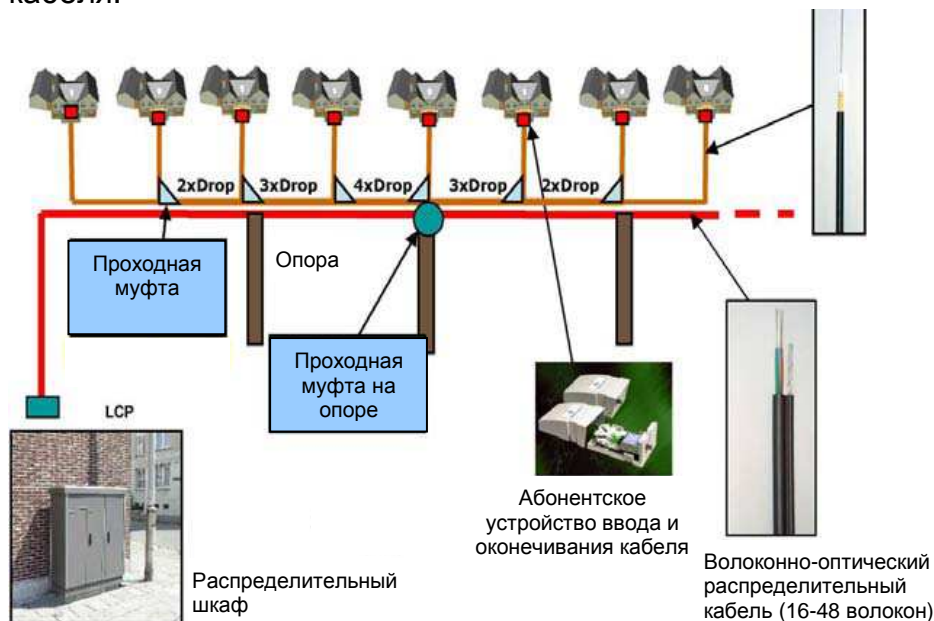 кабеля.
2xDrop 3xDrop 4xDrop 3xDrop 2xDrop
Проходная
муфта
Опора
Проходная
муфта на
опоре
LCP
Абонентское
устройство ввода и
оконечивания кабеля
Распределительный
шкаф
Волоконно-оптический
распределительный
кабель (16-48 волокон)